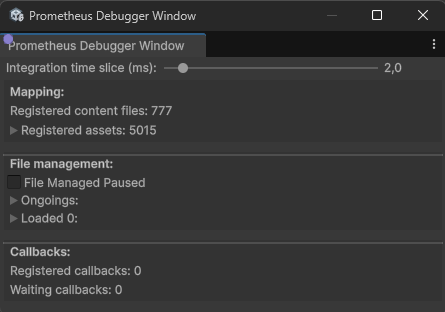 Prometheus Debugger Window
Prometheus Debugger Window
Integration time slice (ms): 2,0
Mapping:
Registered content files: 777
Registered assets: 5015
File management:
File Managed Paused
Ongoings:
Loaded 0:
Callbacks:
Registered callbacks: 0
Waiting callbacks: 0